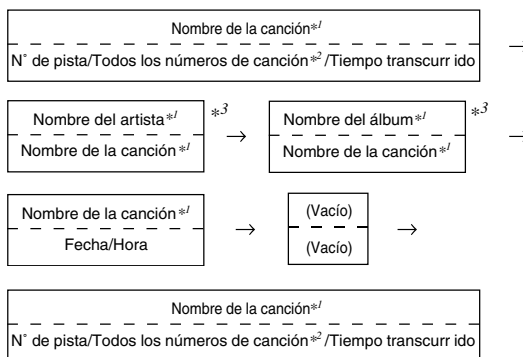 Nombre de la canción*1
N° de pista/Todos los números de canción*2 /Tiempo transcurr ido →
Nombre del artista*1 *3 → Nombre del álbum*1 *3
Nombre de la canción*1 Nombre de la canción*1 →
Nombre de la canción*1 → (Vacío) →
Fecha/Hora (Vacío)
Nombre de la canción*1
N° de pista/Todos los números de canción*2 /Tiempo transcurr ido